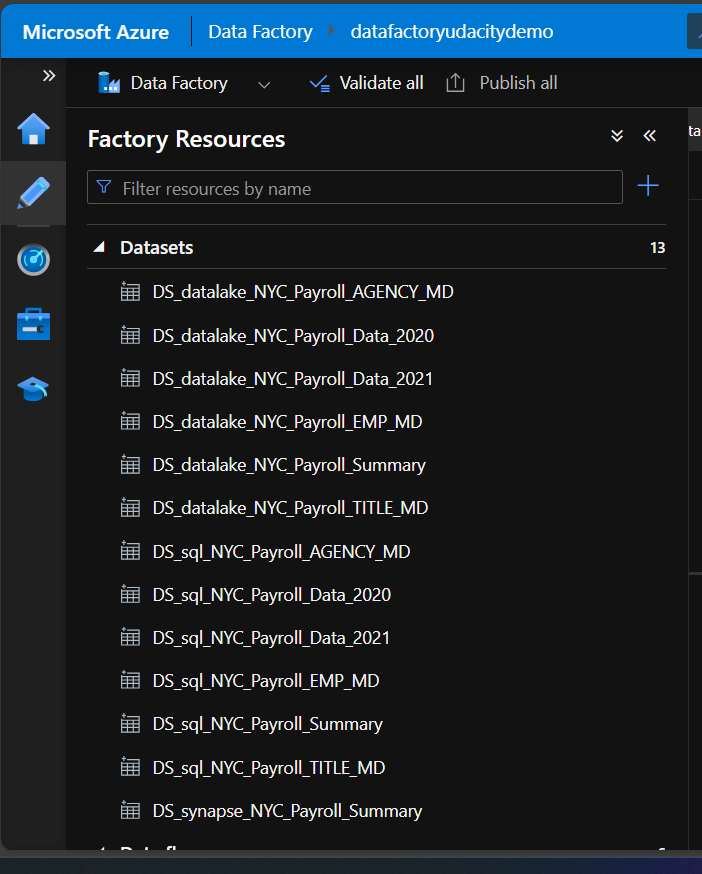 Microsoft Azure Data Factory datafactoryudacitydemo
Data Factory Validate all Publish all
Factory Resources
Filter resources by name
Datasets 13
DS_datalake_NYC_Payroll_AGENCY_MD
DS_datalake_NYC_Payroll_Data_2020
DS_datalake_NYC_Payroll_Data_2021
DS_datalake_NYC_Payroll_EMP_MD
DS_datalake_NYC_Payroll_Summary
DS_datalake_NYC_Payroll_TITLE_MD
DS_sql_NYC_Payroll_AGENCY_MD
DS_sql_NYC_Payroll_Data_2020
DS_sql_NYC_Payroll_Data_2021
DS_sql_NYC_Payroll_EMP_MD
DS_sql_NYC_Payroll_Summary
DS_sql_NYC_Payroll_TITLE_MD
DS_synapse_NYC_Payroll_Summary